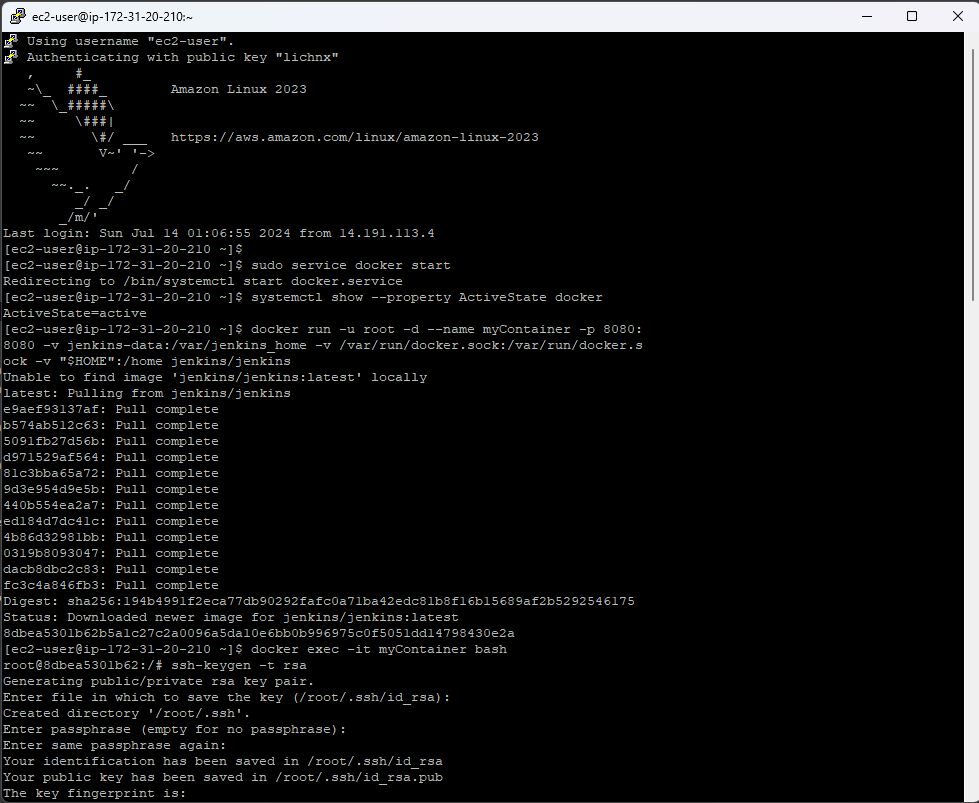 ec2-user@ip-172-31-20-210:~
Using username "ec2-user".
Authenticating with public key "lichnx"
   ,     #_
   ~\_  ####_        Amazon Linux 2023
  ~~  \_#####\
  ~~     \###|
  ~~       \#/ ___   https://aws.amazon.com/linux/amazon-linux-2023
   ~~       V~' '->
    ~~~         /
      ~~._.   _/
         _/ _/
       _/m/'
Last login: Sun Jul 14 01:06:55 2024 from 14.191.113.4
[ec2-user@ip-172-31-20-210 ~]$
[ec2-user@ip-172-31-20-210 ~]$ sudo service docker start
Redirecting to /bin/systemctl start docker.service
[ec2-user@ip-172-31-20-210 ~]$ systemctl show --property ActiveState docker
ActiveState=active
[ec2-user@ip-172-31-20-210 ~]$ docker run -u root -d --name myContainer -p 8080:
8080 -v jenkins-data:/var/jenkins_home -v /var/run/docker.sock:/var/run/docker.s
ock -v "$HOME":/home jenkins/jenkins
Unable to find image 'jenkins/jenkins:latest' locally
latest: Pulling from jenkins/jenkins
e9aef93137af: Pull complete
b574ab512c63: Pull complete
5091fb27d56b: Pull complete
d971529af564: Pull complete
81c3bba65a72: Pull complete
9d3e954d9e5b: Pull complete
440b554ea2a7: Pull complete
ed184d7dc41c: Pull complete
4b86d32981bb: Pull complete
0319b8093047: Pull complete
dacb8dbc2c83: Pull complete
fc3c4a846fb3: Pull complete
Digest: sha256:194b4991f2eca77db90292fafc0a71ba42edc81b8f16b15689af2b5292546175
Status: Downloaded newer image for jenkins/jenkins:latest
8dbea5301b62b5a1c27c2a0096a5da10e6bb0b996975c0f5051dd14798430e2a
[ec2-user@ip-172-31-20-210 ~]$ docker exec -it myContainer bash
root@8dbea5301b62:/# ssh-keygen -t rsa
Generating public/private rsa key pair.
Enter file in which to save the key (/root/.ssh/id_rsa):
Created directory '/root/.ssh'.
Enter passphrase (empty for no passphrase):
Enter same passphrase again:
Your identification has been saved in /root/.ssh/id_rsa
Your public key has been saved in /root/.ssh/id_rsa.pub
The key fingerprint is: